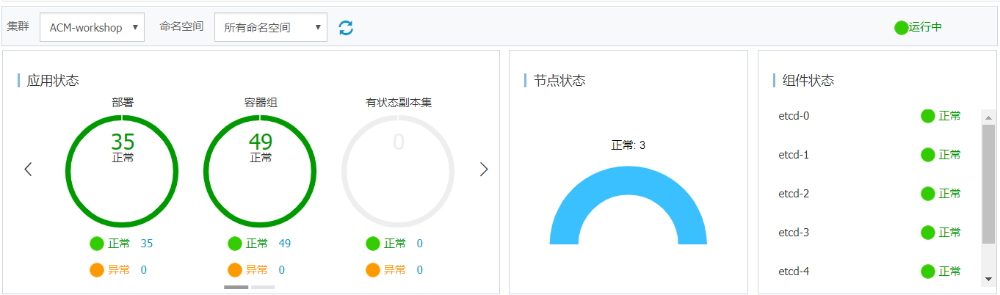 集群 ACM-workshop 命名空间 所有命名空间 运行中
应用状态
部署 容器组 有状态副本集
35 49 0
正常 正常
正常 35 正常 49 正常 0
异常 0 异常 0 异常 0
节点状态
正常: 3
组件状态
etcd-0 正常
etcd-1 正常
etcd-2 正常
etcd-3 正常
etcd-4 正常